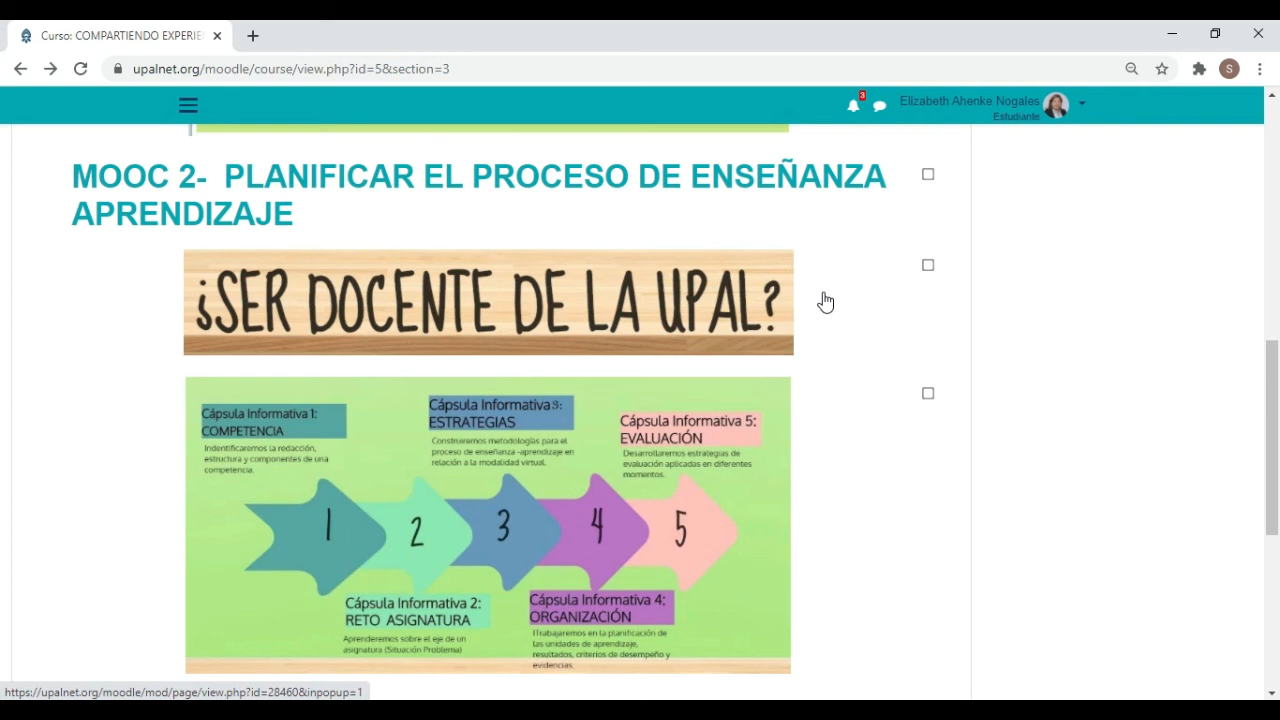 Curso: COMPARTIENDO EXPERIE
upalnet.org/moodle/course/view.php?id=5&section=3
S
3
Elizabeth Ahenke Nogales
Estudiante
MOOC 2- PLANIFICAR EL PROCESO DE ENSEÑANZA
APRENDIZAJE
¿SER DOCENTE DE LA UPAL?
Cápsula Informativa 1:
COMPETENCIA
Indentificaremos la redacción,
estructura y componentes de una
competencia.
Cápsula Informativa 3:
ESTRATEGIAS
Construiremos metodologías para el
proceso de enseñanza -aprendizaje en
relación a la modalidad virtual.
Cápsula Informativa 5:
EVALUACIÓN
Desarrollaremos estrategias de
evaluación aplicadas en diferentes
momentos.
1
2
3
4
5
Cápsula Informativa 2:
RETO ASIGNATURA
Aprenderemos sobre el eje de un
asignatura (Situación Problema)
Cápsula Informativa 4:
ORGANIZACIÓN
ITrabajaremos en la planificación de
las unidades de aprendizaje,
resultados, criterios de desempeño y
evidencias.
https://upalnet.org/moodle/mod/page/view.php?id=28460&inpopup=1